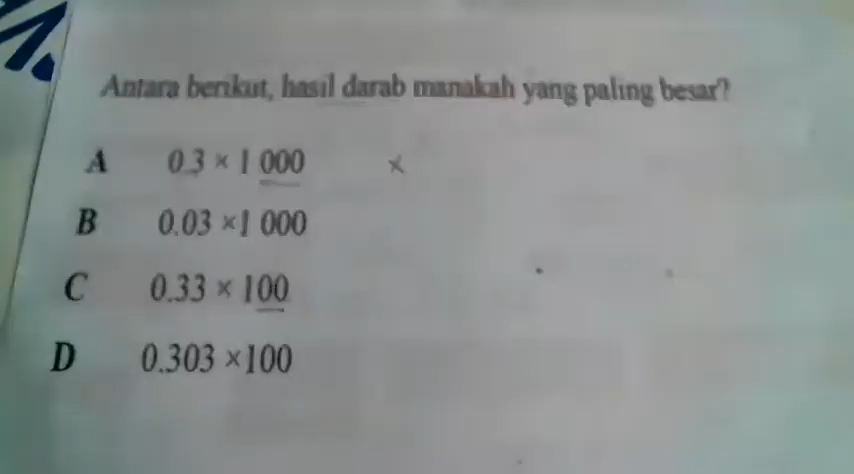 Antara berikut, hasil darab manakah yang paling besar?
A 0.3 × 1 000 ×
B 0.03 ×1 000
C 0.33 × 100
D 0.303 ×100